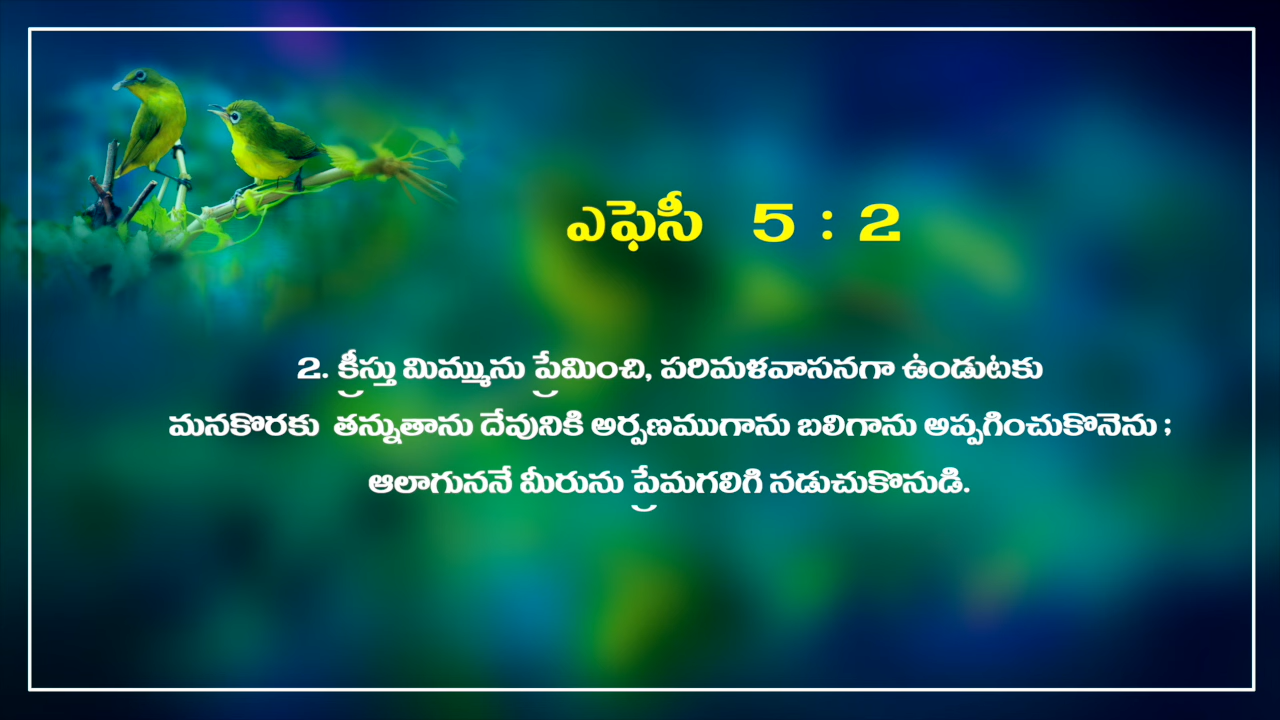 ఎఫెసీ 5 : 2
2. క్రీస్తు మిమ్మును ప్రేమించి, పరిమళవాసనగా ఉండుటకు
మనకొరకు తన్నుతాను దేవునికి అర్పణముగాను బలిగాను అప్పగించుకొనెను ;
ఆలాగుననే మీరును ప్రేమగలిగి నడుచుకొనుడి.